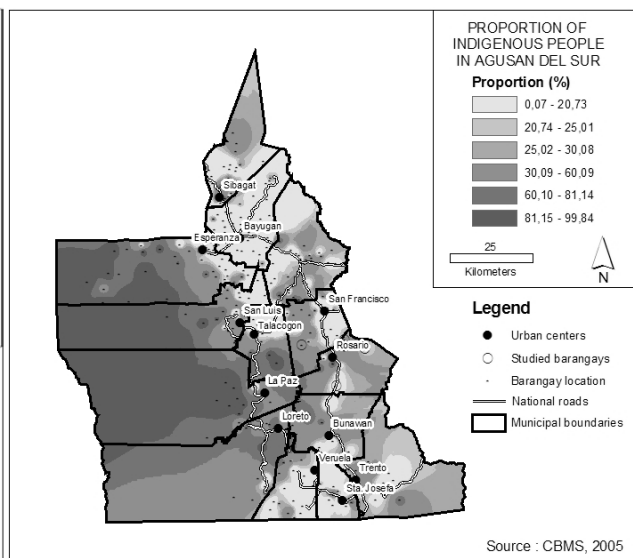 PROPORTION OF
INDIGENOUS PEOPLE
IN AGUSAN DEL SUR
Proportion (%)
0,07 - 20,73
20,74 - 25,01
25,02 - 30,08
30,09 - 60,09
60,10 - 81,14
81,15 - 99,84
25
Kilometers
N
Legend
Urban centers
Studied barangays
Barangay location
National roads
Municipal boundaries
Sibagat
Bayugan
Esperanza
San Francisco
San Luis
Talacogon
Rosario
La Paz
Loreto
Bunawan
Veruela
Trento
Sta. Josefa
Source : CBMS, 2005